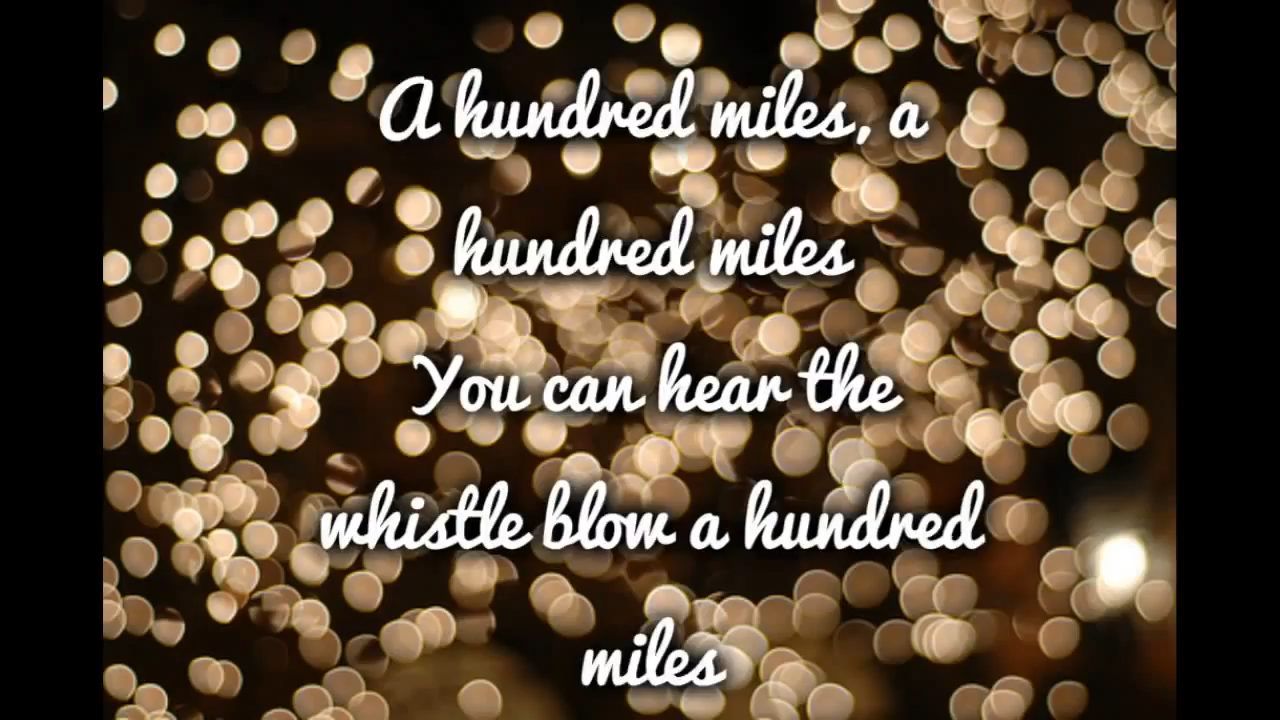 A hundred miles, a
hundred miles
You can hear the
whistle blow a hundred
miles